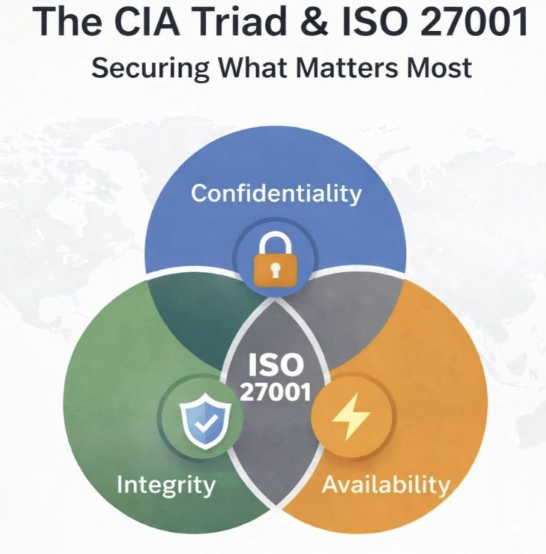 The CIA Triad & ISO 27001
Securing What Matters Most
Confidentiality
ISO
27001
Integrity
Availability